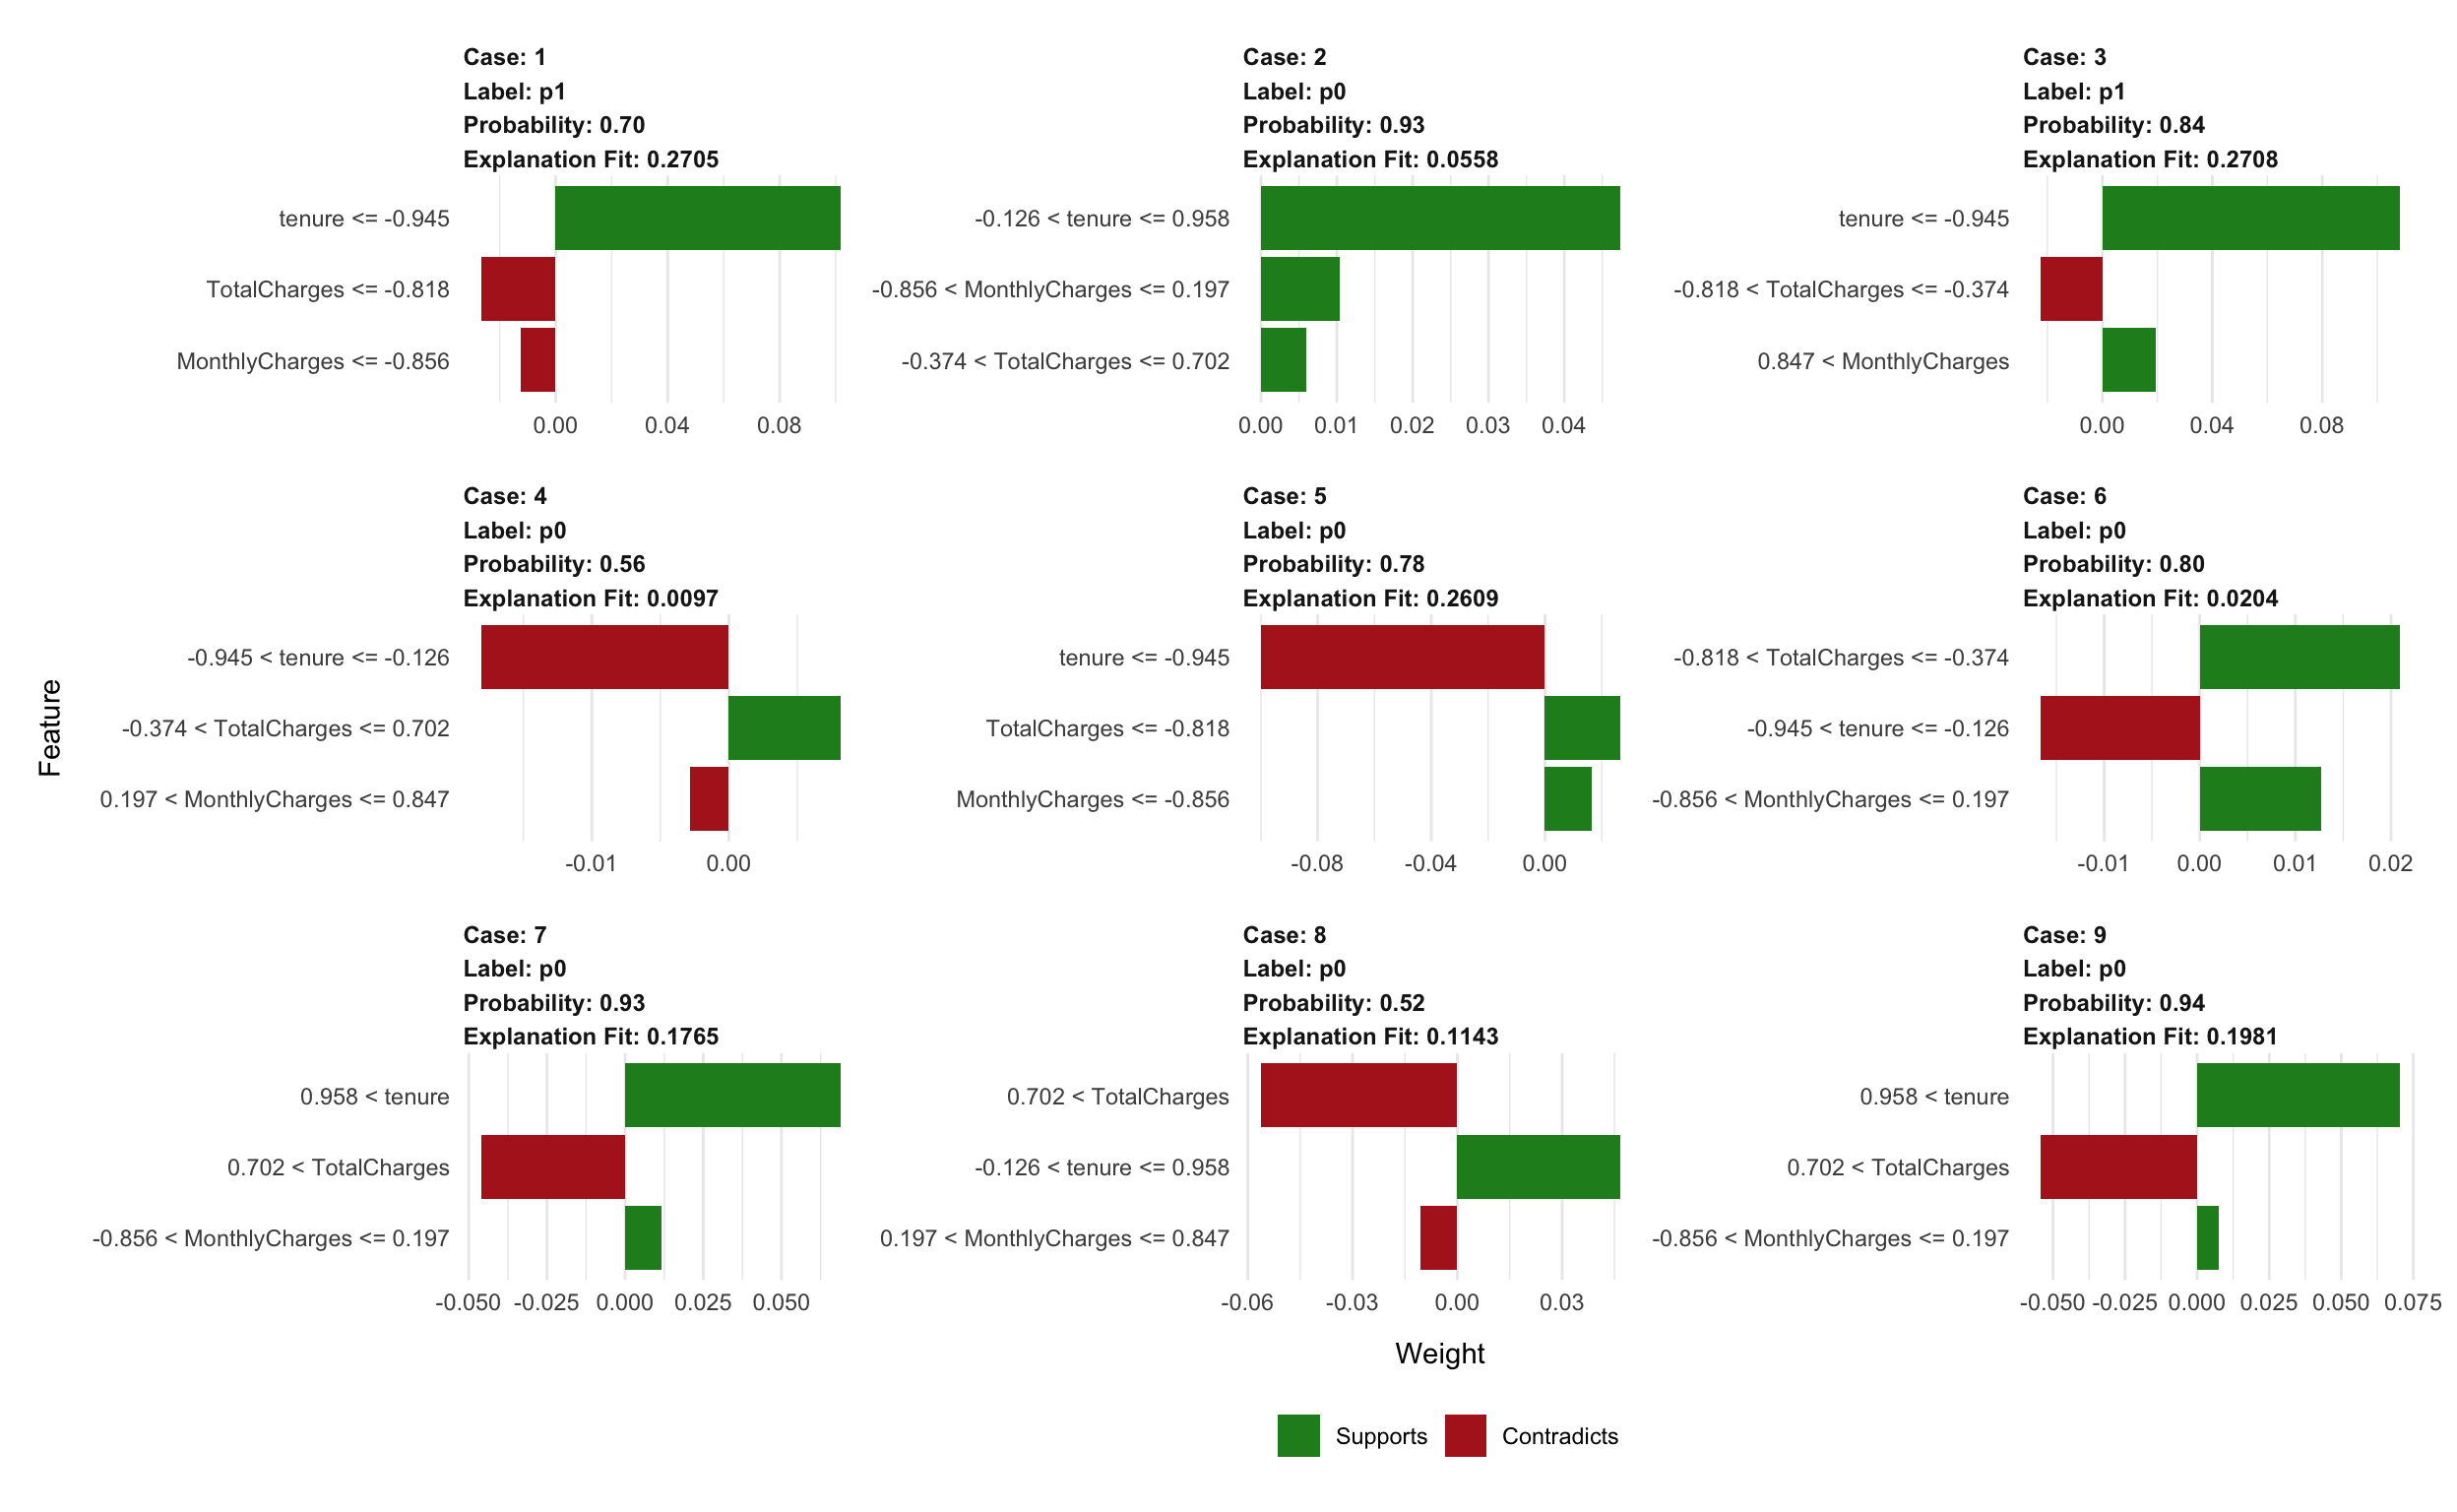 Case: 1
Label: p1
Probability: 0.70
Explanation Fit: 0.2705
tenure <= -0.945
TotalCharges <= -0.818
MonthlyCharges <= -0.856
0.00 0.04 0.08
Case: 2
Label: p0
Probability: 0.93
Explanation Fit: 0.0558
-0.126 < tenure <= 0.958
-0.856 < MonthlyCharges <= 0.197
-0.374 < TotalCharges <= 0.702
0.00 0.01 0.02 0.03 0.04
Case: 3
Label: p1
Probability: 0.84
Explanation Fit: 0.2708
tenure <= -0.945
-0.818 < TotalCharges <= -0.374
0.847 < MonthlyCharges
0.00 0.04 0.08
Feature
Case: 4
Label: p0
Probability: 0.56
Explanation Fit: 0.0097
-0.945 < tenure <= -0.126
-0.374 < TotalCharges <= 0.702
0.197 < MonthlyCharges <= 0.847
-0.01 0.00
Case: 5
Label: p0
Probability: 0.78
Explanation Fit: 0.2609
tenure <= -0.945
TotalCharges <= -0.818
MonthlyCharges <= -0.856
-0.08 -0.04 0.00
Case: 6
Label: p0
Probability: 0.80
Explanation Fit: 0.0204
-0.818 < TotalCharges <= -0.374
-0.945 < tenure <= -0.126
-0.856 < MonthlyCharges <= 0.197
-0.01 0.00 0.01 0.02
Case: 7
Label: p0
Probability: 0.93
Explanation Fit: 0.1765
0.958 < tenure
0.702 < TotalCharges
-0.856 < MonthlyCharges <= 0.197
-0.050 -0.025 0.000 0.025 0.050
Case: 8
Label: p0
Probability: 0.52
Explanation Fit: 0.1143
0.702 < TotalCharges
-0.126 < tenure <= 0.958
0.197 < MonthlyCharges <= 0.847
-0.06 -0.03 0.00 0.03
Case: 9
Label: p0
Probability: 0.94
Explanation Fit: 0.1981
0.958 < tenure
0.702 < TotalCharges
-0.856 < MonthlyCharges <= 0.197
-0.050 -0.025 0.000 0.025 0.050 0.075
Weight
Supports Contradicts